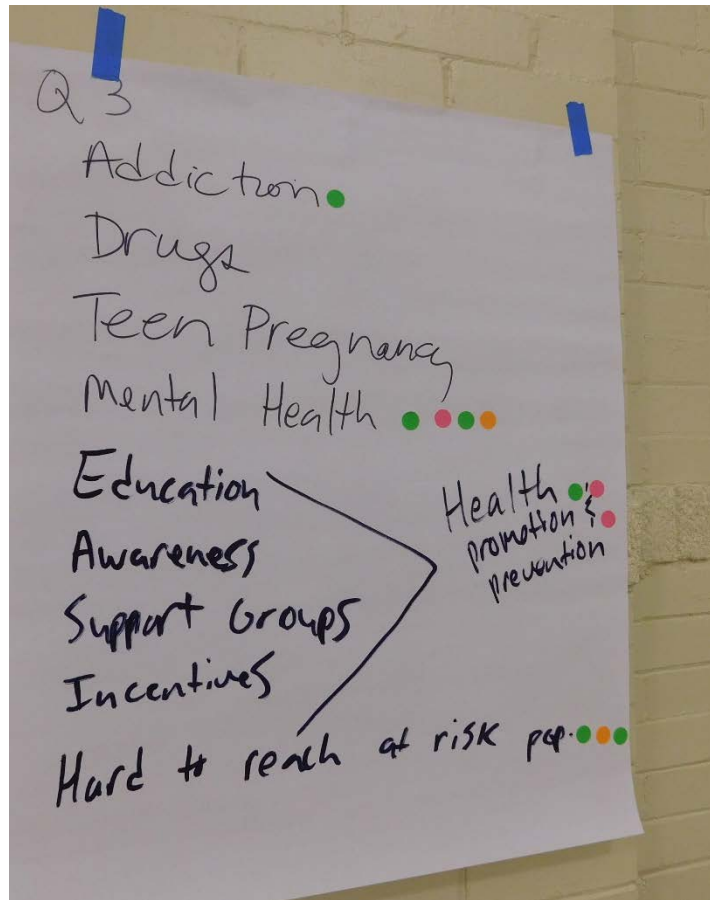 Q 3
Addiction
Drugs
Teen Pregnancy
Mental Health
Education
Awareness
Support Groups
Incentives
Health
promotion &
prevention
Hard to reach at risk pop.